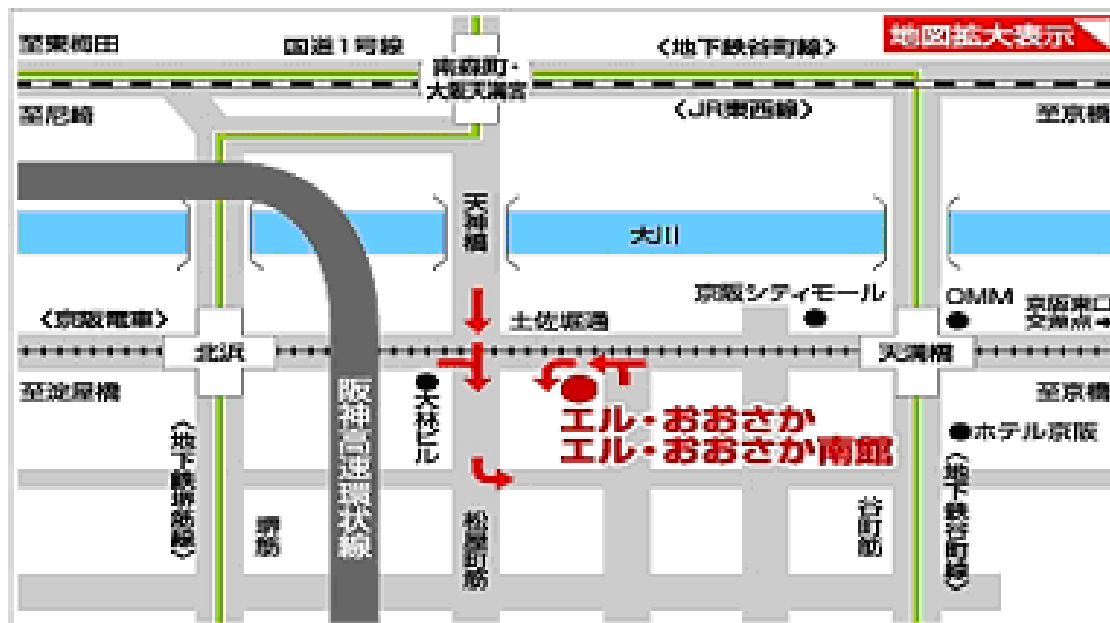 至東梅田
国道1号線
〈地下鉄谷町線〉
地図拡大表示
南森町・
大阪天満宮
至尼崎
〈JR東西線〉
至京橋
天神橋
大川
京阪シティモール
OMM
京阪東口
交差点➔
〈京阪電車〉
土佐堀通
北浜
天満橋
至淀屋橋
大林ビル
至京橋
エル・おおさか
エル・おおさか南館
ホテル京阪
阪神高速環状線
〈地下鉄堺筋線〉
堺筋
松屋町筋
谷町筋
〈地下鉄谷町線〉